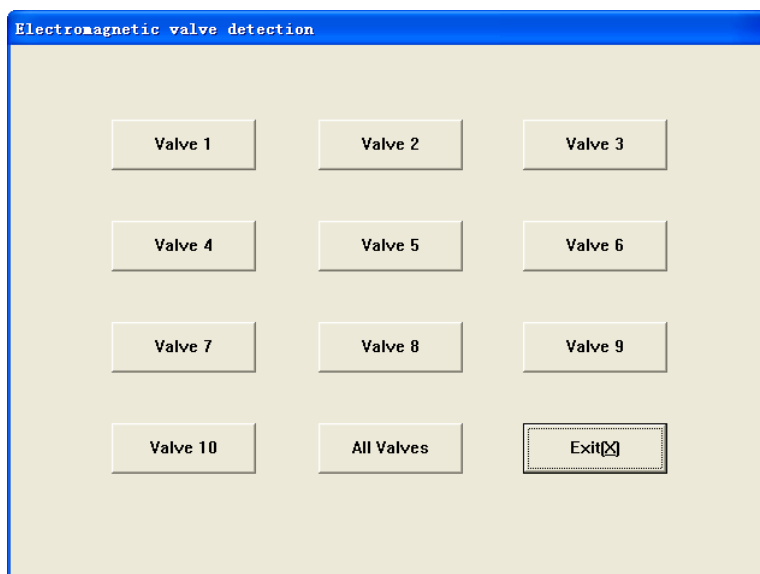 Electromagnetic valve detection
Valve 1 Valve 2 Valve 3
Valve 4 Valve 5 Valve 6
Valve 7 Valve 8 Valve 9
Valve 10 All Valves Exit(X)